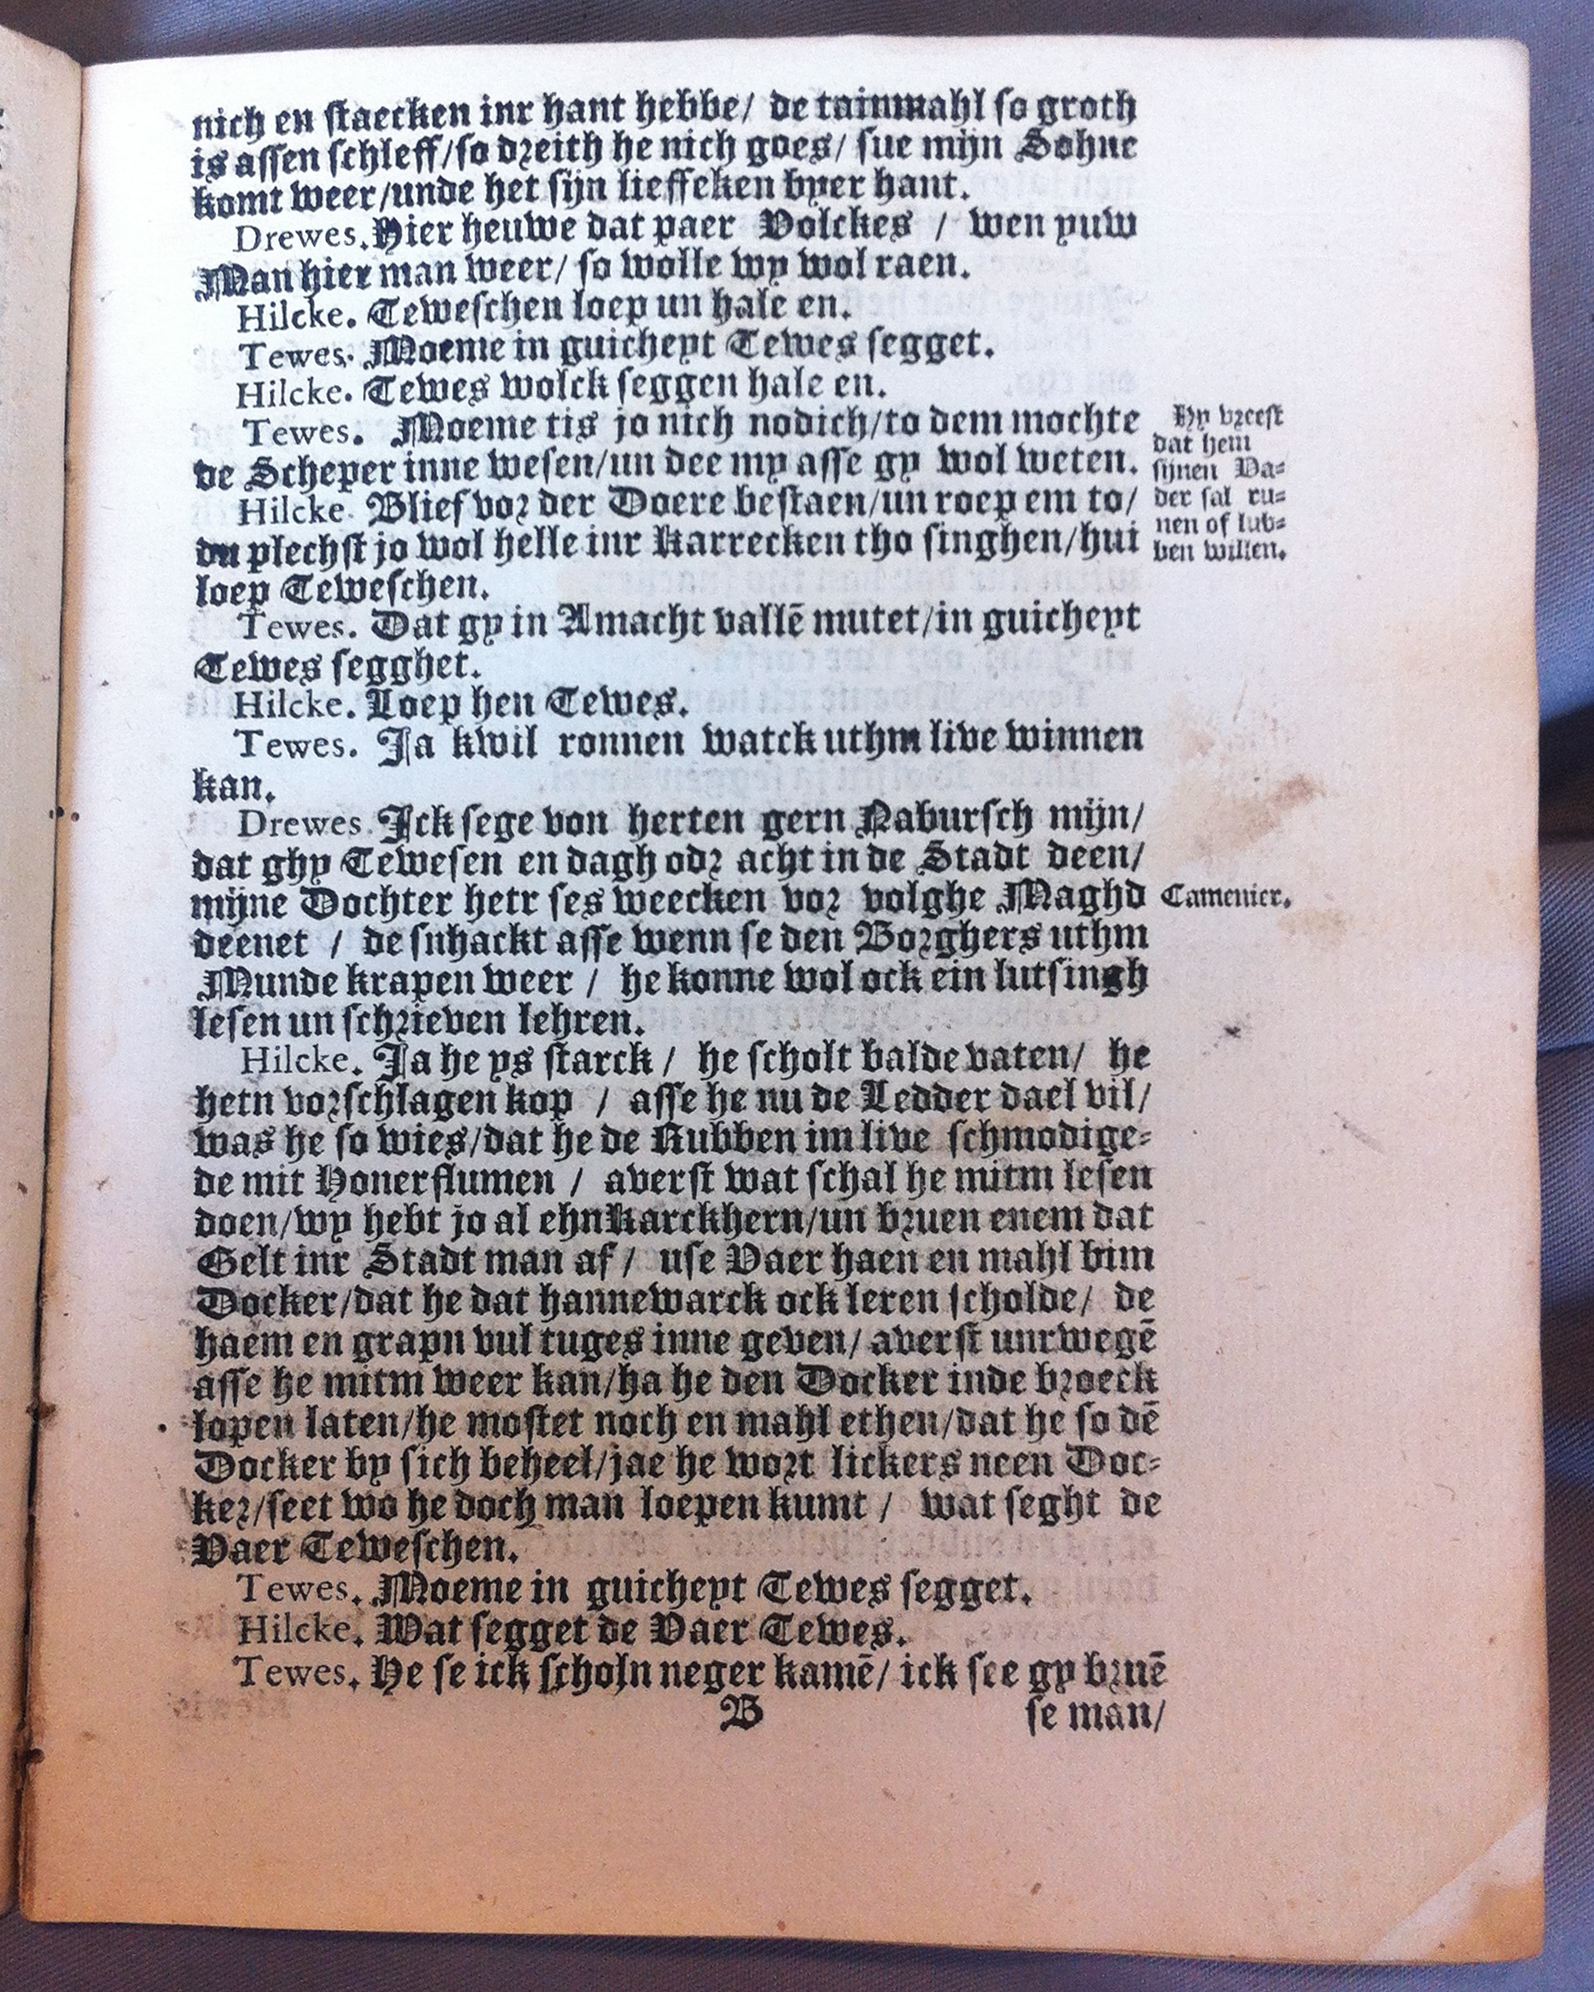 nich en staecken inr hant hebbe/ de tainmahl so groth
is assen schleff/so dreith he nich goes/ sue mijn Sohne
komt weer/unde het sijn lieffeken byer hant.
Drewes. Hier heuwe dat paer Volckes / wen yuw
Man hier man weer/ so wolle wy wol raen.
Hilcke. Teweschen loep un hale en.
Tewes. Moeme in guicheyt Tewes segget.
Hilcke. Tewes wolck seggen hale en.
Tewes. Moeme tis jo nich nodich/to dem mochte
de Scheper inne wesen/un dee my asse gy wol weten.
Hy vreest
dat hem
sijnen Va=
der sal ru=
nen of lub=
ben willen.
Hilcke. Blief vor der Doere bestaen/un roep em to/
du plechst jo wol helle inr Karrecken tho singhen/hui
loep Teweschen.
Tewes. Dat gy in Amacht vallē mutet/in guicheyt
Tewes segghet.
Hilcke. Loep hen Tewes.
Tewes. Ja kwil ronnen watck uthm live winnen
kan.
Drewes. Ick sege von herten gern Nabursch mijn/
dat ghy Tewesen en dagh odr acht in de Stadt deen/
mijne Dochter hetr ses weecken vor volghe Maghd
Camenier.
deenet / de snhackt asse wenn se den Borghers uthm
Munde krapen weer / he konne wol ock ein lutsingh
lesen un schrieven lehren.
Hilcke. Ja he ys starck / he scholt balde vaten/ he
hetn vorschlagen kop / asse he nu de Ledder dael vil/
was he so wies/dat he de Rubben im live schmodige=
de mit Honerflumen / averst wat schal he mitm lesen
doen/wy hebt jo al ehn Karckhern/un bruen enem dat
Gelt inr Stadt man af / use Vaer haen en mahl bim
Docker/dat he dat hannewarck ock leren scholde/ de
haem en grapn vul tuges inne geven/ averst unrwegē
asse he mitm weer kan/ha he den Docker inde broeck
lopen laten/he mostet noch en mahl ethen/dat he so dē
Docker by sich beheel/jae he wort lickers neen Doc=
ker/seet wo he doch man loepen kumt / wat seght de
Vaer Teweschen.
Tewes. Moeme in guicheyt Tewes segget.
Hilcke. Wat segget de Vaer Tewes.
Tewes. He se ick scholn neger kamē/ ick see gy bruē
B
se man/